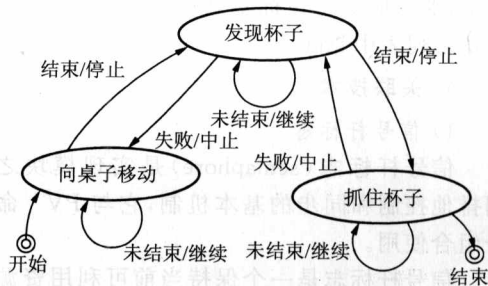 发现杯子
结束/停止
结束/停止
未结束/继续
失败/中止
失败/中止
向桌子移动
抓住杯子
未结束/继续
未结束/继续
开始
结束